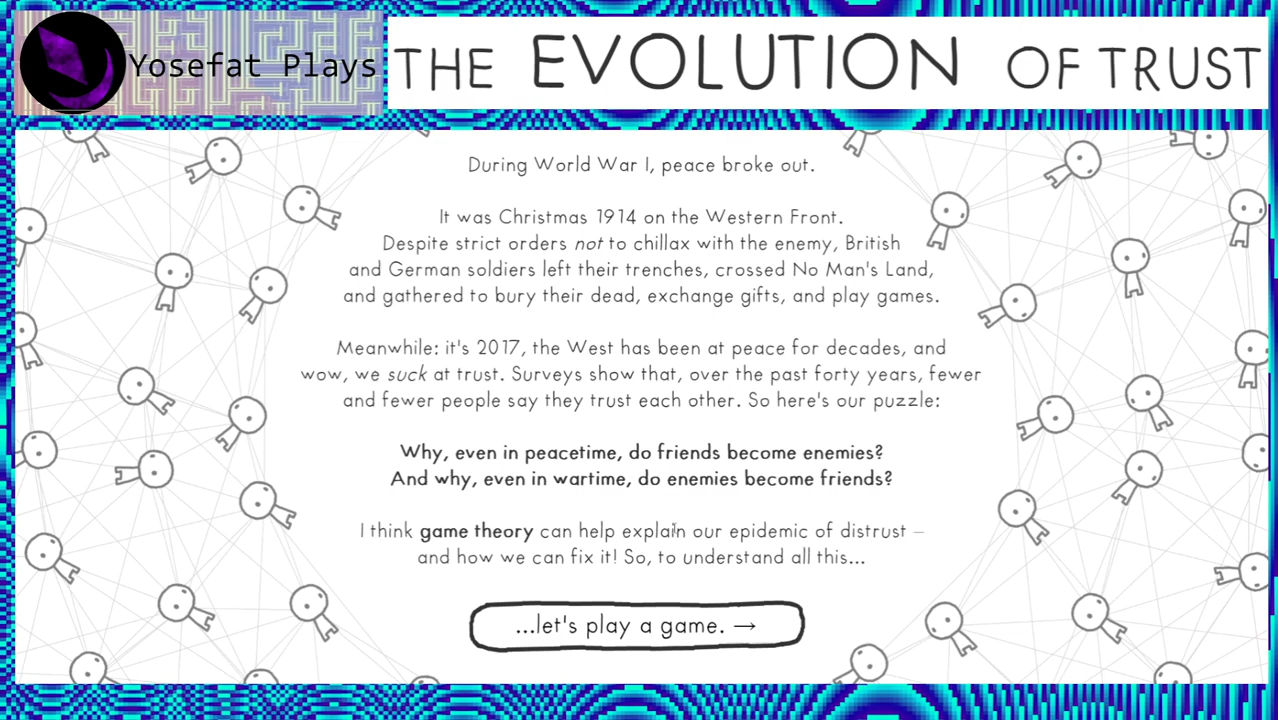 Yosefat Plays
THE EVOLUTION OF TRUST
During World War I, peace broke out.
It was Christmas 1914 on the Western Front.
Despite strict orders not to chillax with the enemy, British
and German soldiers left their trenches, crossed No Man's Land,
and gathered to bury their dead, exchange gifts, and play games.
Meanwhile: it's 2017, the West has been at peace for decades, and
wow, we suck at trust. Surveys show that, over the past forty years, fewer
and fewer people say they trust each other. So here's our puzzle:
Why, even in peacetime, do friends become enemies?
And why, even in wartime, do enemies become friends?
I think game theory can help explain our epidemic of distrust –
and how we can fix it! So, to understand all this...
...let's play a game. →